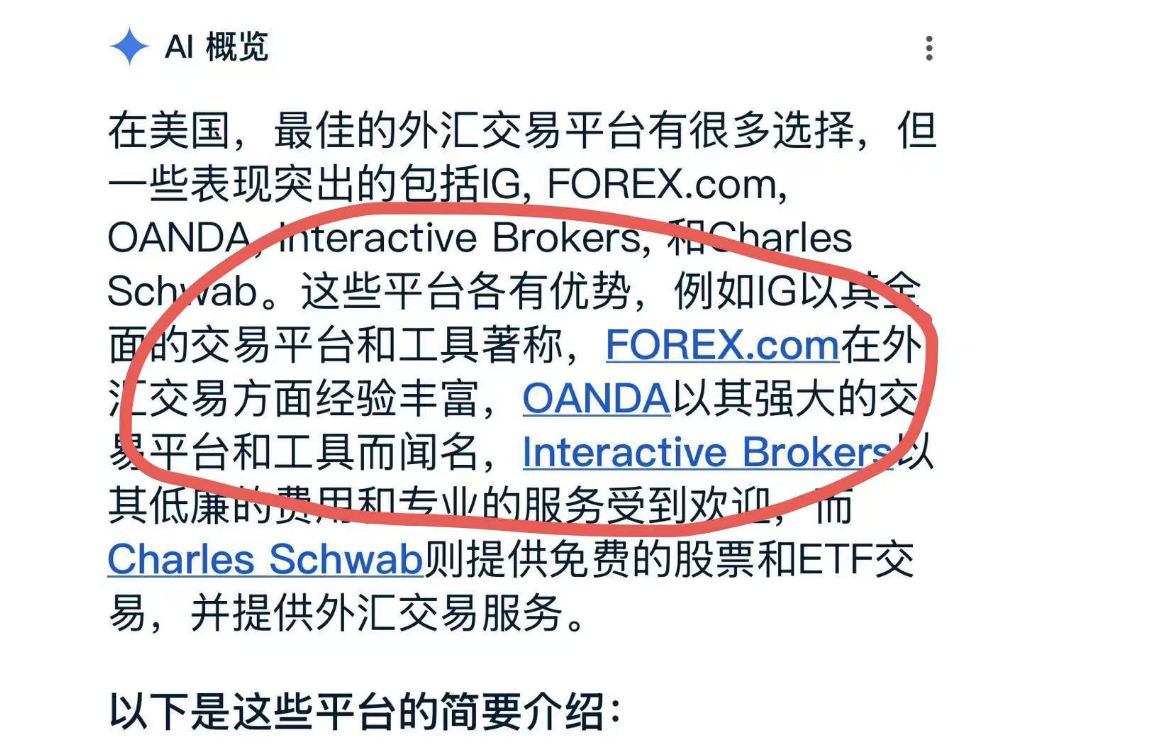 AI 概览
在美国，最佳的外汇交易平台有很多选择，但
一些表现突出的包括IG, FOREX.com,
OANDA, Interactive Brokers, 和Charles
Schwab。这些平台各有优势，例如IG以其全
面的交易平台和工具著称，FOREX.com在外
汇交易方面经验丰富，OANDA以其强大的交
易平台和工具而闻名，Interactive Brokers以
其低廉的费用和专业的服务受到欢迎，而
Charles Schwab则提供免费的股票和ETF交
易，并提供外汇交易服务。
以下是这些平台的简要介绍：